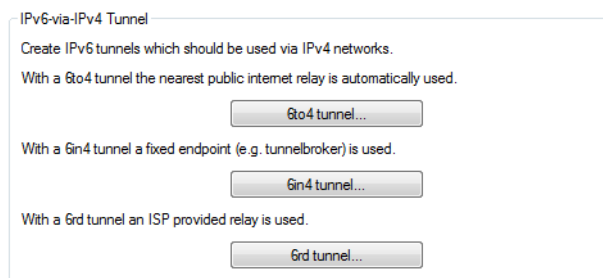 IPv6-via-IPv4 Tunnel
Create IPv6 tunnels which should be used via IPv4 networks.
With a 6to4 tunnel the nearest public internet relay is automatically used.
6to4 tunnel...
With a 6in4 tunnel a fixed endpoint (e.g. tunnelbroker) is used.
6in4 tunnel...
With a 6rd tunnel an ISP provided relay is used.
6rd tunnel...